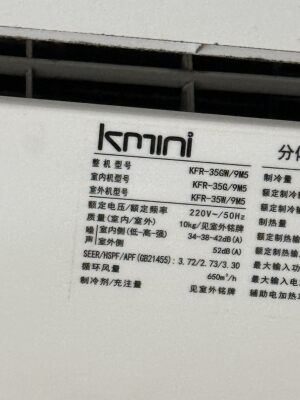 kmini
整 机 型号 KFR-35GW/9M5
室内机型号 KFR-35G/9M5
室外机型号 KFR-35W/9M5
额定电压/额定频率 220V～/50Hz
质量(室内/室外) 10kg/见室外铭牌
噪 室内侧(低-高-强) 34-38-42dB(A)
声 室外侧 52dB(A)
SEER/HSPF/APF(GB21455): 3.72/2.73/3.30
循环风量 650m³/h
制冷剂/充注量 见室外铭牌
制冷量
额定制冷
额定制冷
制热量
额定制热输
额定制热
最大输入功
最大输入电
辅助电加热